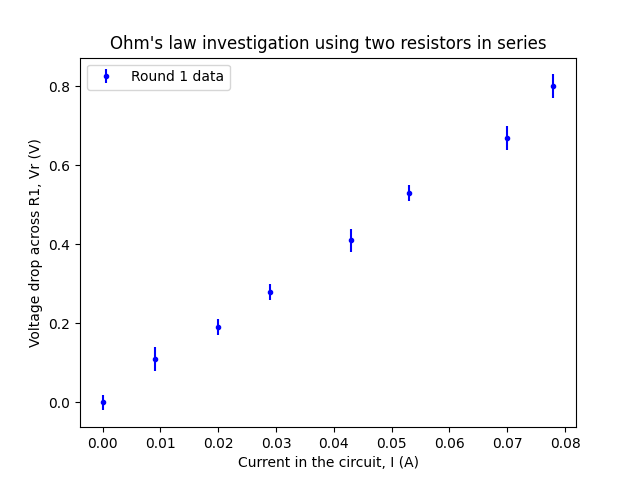 Ohm's law investigation using two resistors in series
Round 1 data
Voltage drop across R1, Vr (V)
0.8
0.6
0.4
0.2
0.0
0.00 0.01 0.02 0.03 0.04 0.05 0.06 0.07 0.08
Current in the circuit, I (A)